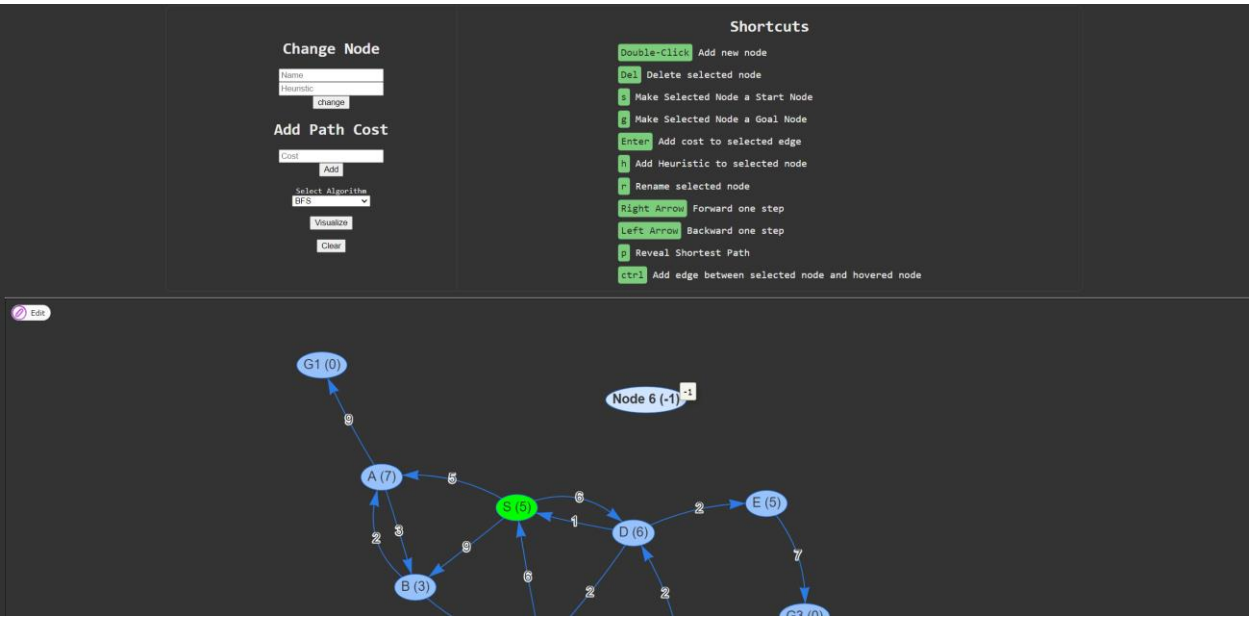 Change Node
Name
Heuristic
change
Add Path Cost
Cost
Add
Select Algorithm
BFS
Visualize
Clear
Shortcuts
Double-Click Add new node
Del Delete selected node
s Make Selected Node a Start Node
g Make Selected Node a Goal Node
Enter Add cost to selected edge
h Add Heuristic to selected node
r Rename selected node
Right Arrow Forward one step
Left Arrow Backward one step
p Reveal Shortest Path
ctrl Add edge between selected node and hovered node
Edit
G1 (0)
Node 6 (-1)
-1
9
A (7)
5
S (5)
6
E (5)
2
1
D (6)
2
3
9
7
B (3)
6
2
2
G3 (0)